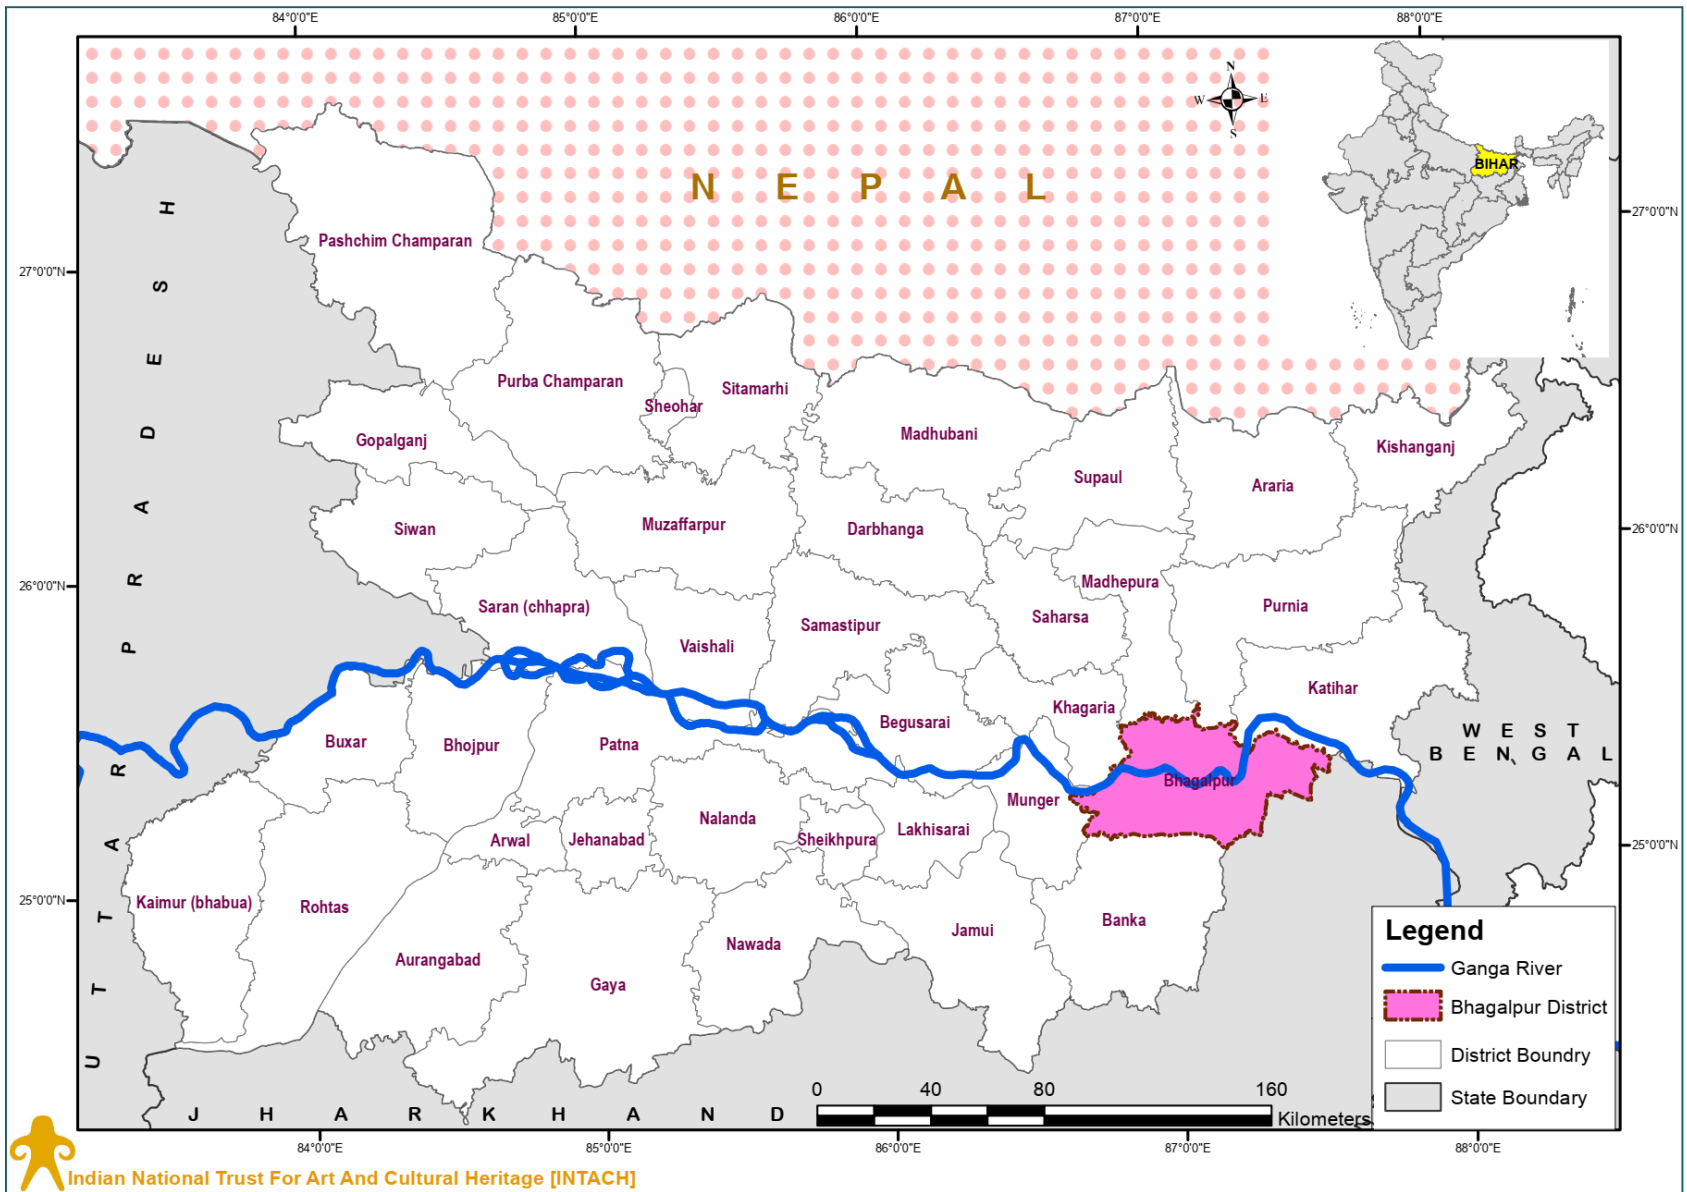 84°0'0"E 85°0'0"E 86°0'0"E 87°0'0"E 88°0'0"E
N
W E
S
BIHAR
N E P A L
27°0'0"N
27°0'0"N
Pashchim Champaran
Purba Champaran
Sheohar
Sitamarhi
Gopalganj
Madhubani
Kishanganj
Supaul
Araria
Siwan
Muzaffarpur
Darbhanga
26°0'0"N
26°0'0"N
Madhepura
Saran (chhapra)
Purnia
Saharsa
Samastipur
Vaishali
Katihar
Khagaria
Begusarai
Buxar
Bhojpur
Patna
WEST
BENGAL
Bhagalpur
Munger
Nalanda
Lakhisarai
Sheikhpura
Arwal
Jehanabad
25°0'0"N
25°0'0"N
Kaimur (bhabua)
Rohtas
Banka
Jamui
Nawada
Aurangabad
Gaya
UTTAR PRADESH
JHARKHAND
Legend
Ganga River
Bhagalpur District
District Boundry
State Boundary
0 40 80 160
Kilometers
84°0'0"E 85°0'0"E 86°0'0"E 87°0'0"E 88°0'0"E
Indian National Trust For Art And Cultural Heritage [INTACH]